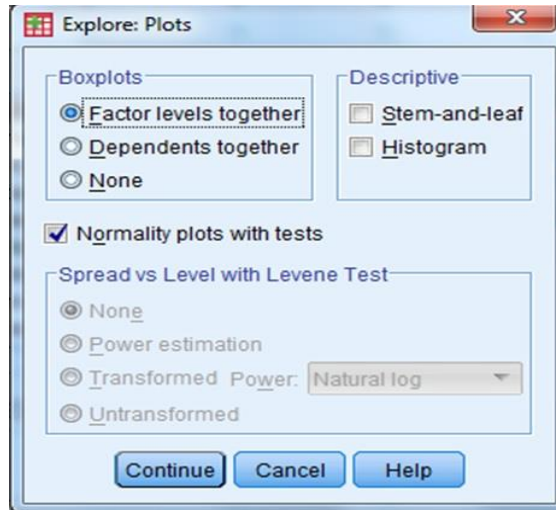 Explore: Plots
Boxplots
Factor levels together
Dependents together
None
Descriptive
Stem-and-leaf
Histogram
Normality plots with tests
Spread vs Level with Levene Test
None
Power estimation
Transformed Power: Natural log
Untransformed
Continue Cancel Help